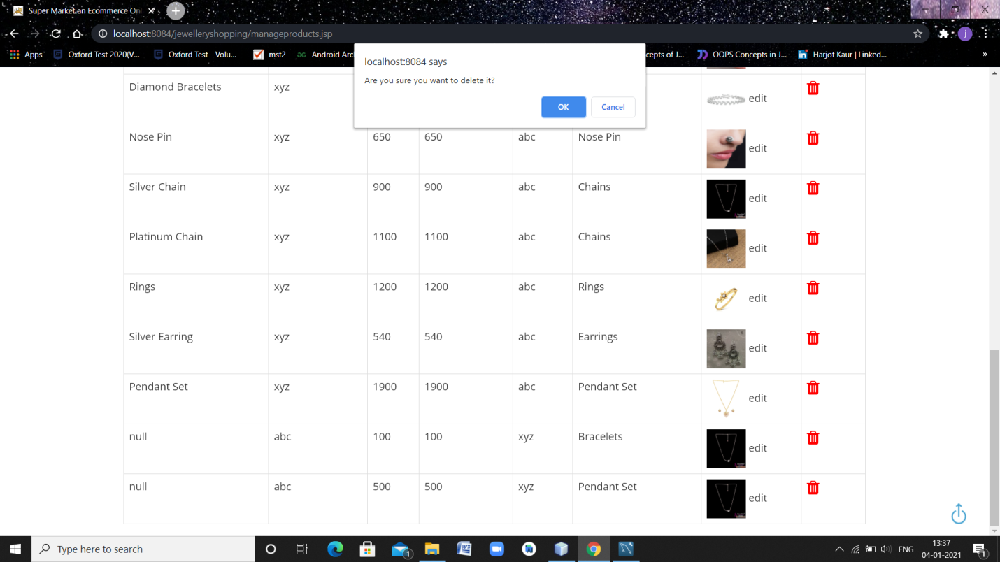 Super Market an Ecommerce On
localhost:8084/jewelleryshopping/manageproducts.jsp
j
Apps Oxford Test 2020(V... Oxford Test - Volu... mst2 Android Arc cepts of J... OOPS Concepts in J... Harjot Kaur | Linked... »
localhost:8084 says
Are you sure you want to delete it?
OK Cancel
Diamond Bracelets xyz edit
Nose Pin xyz 650 650 abc Nose Pin edit
Silver Chain xyz 900 900 abc Chains edit
Platinum Chain xyz 1100 1100 abc Chains edit
Rings xyz 1200 1200 abc Rings edit
Silver Earring xyz 540 540 abc Earrings edit
Pendant Set xyz 1900 1900 abc Pendant Set edit
null abc 100 100 xyz Bracelets edit
null abc 500 500 xyz Pendant Set edit
Type here to search 1 ENG 13:37 1
04-01-2021